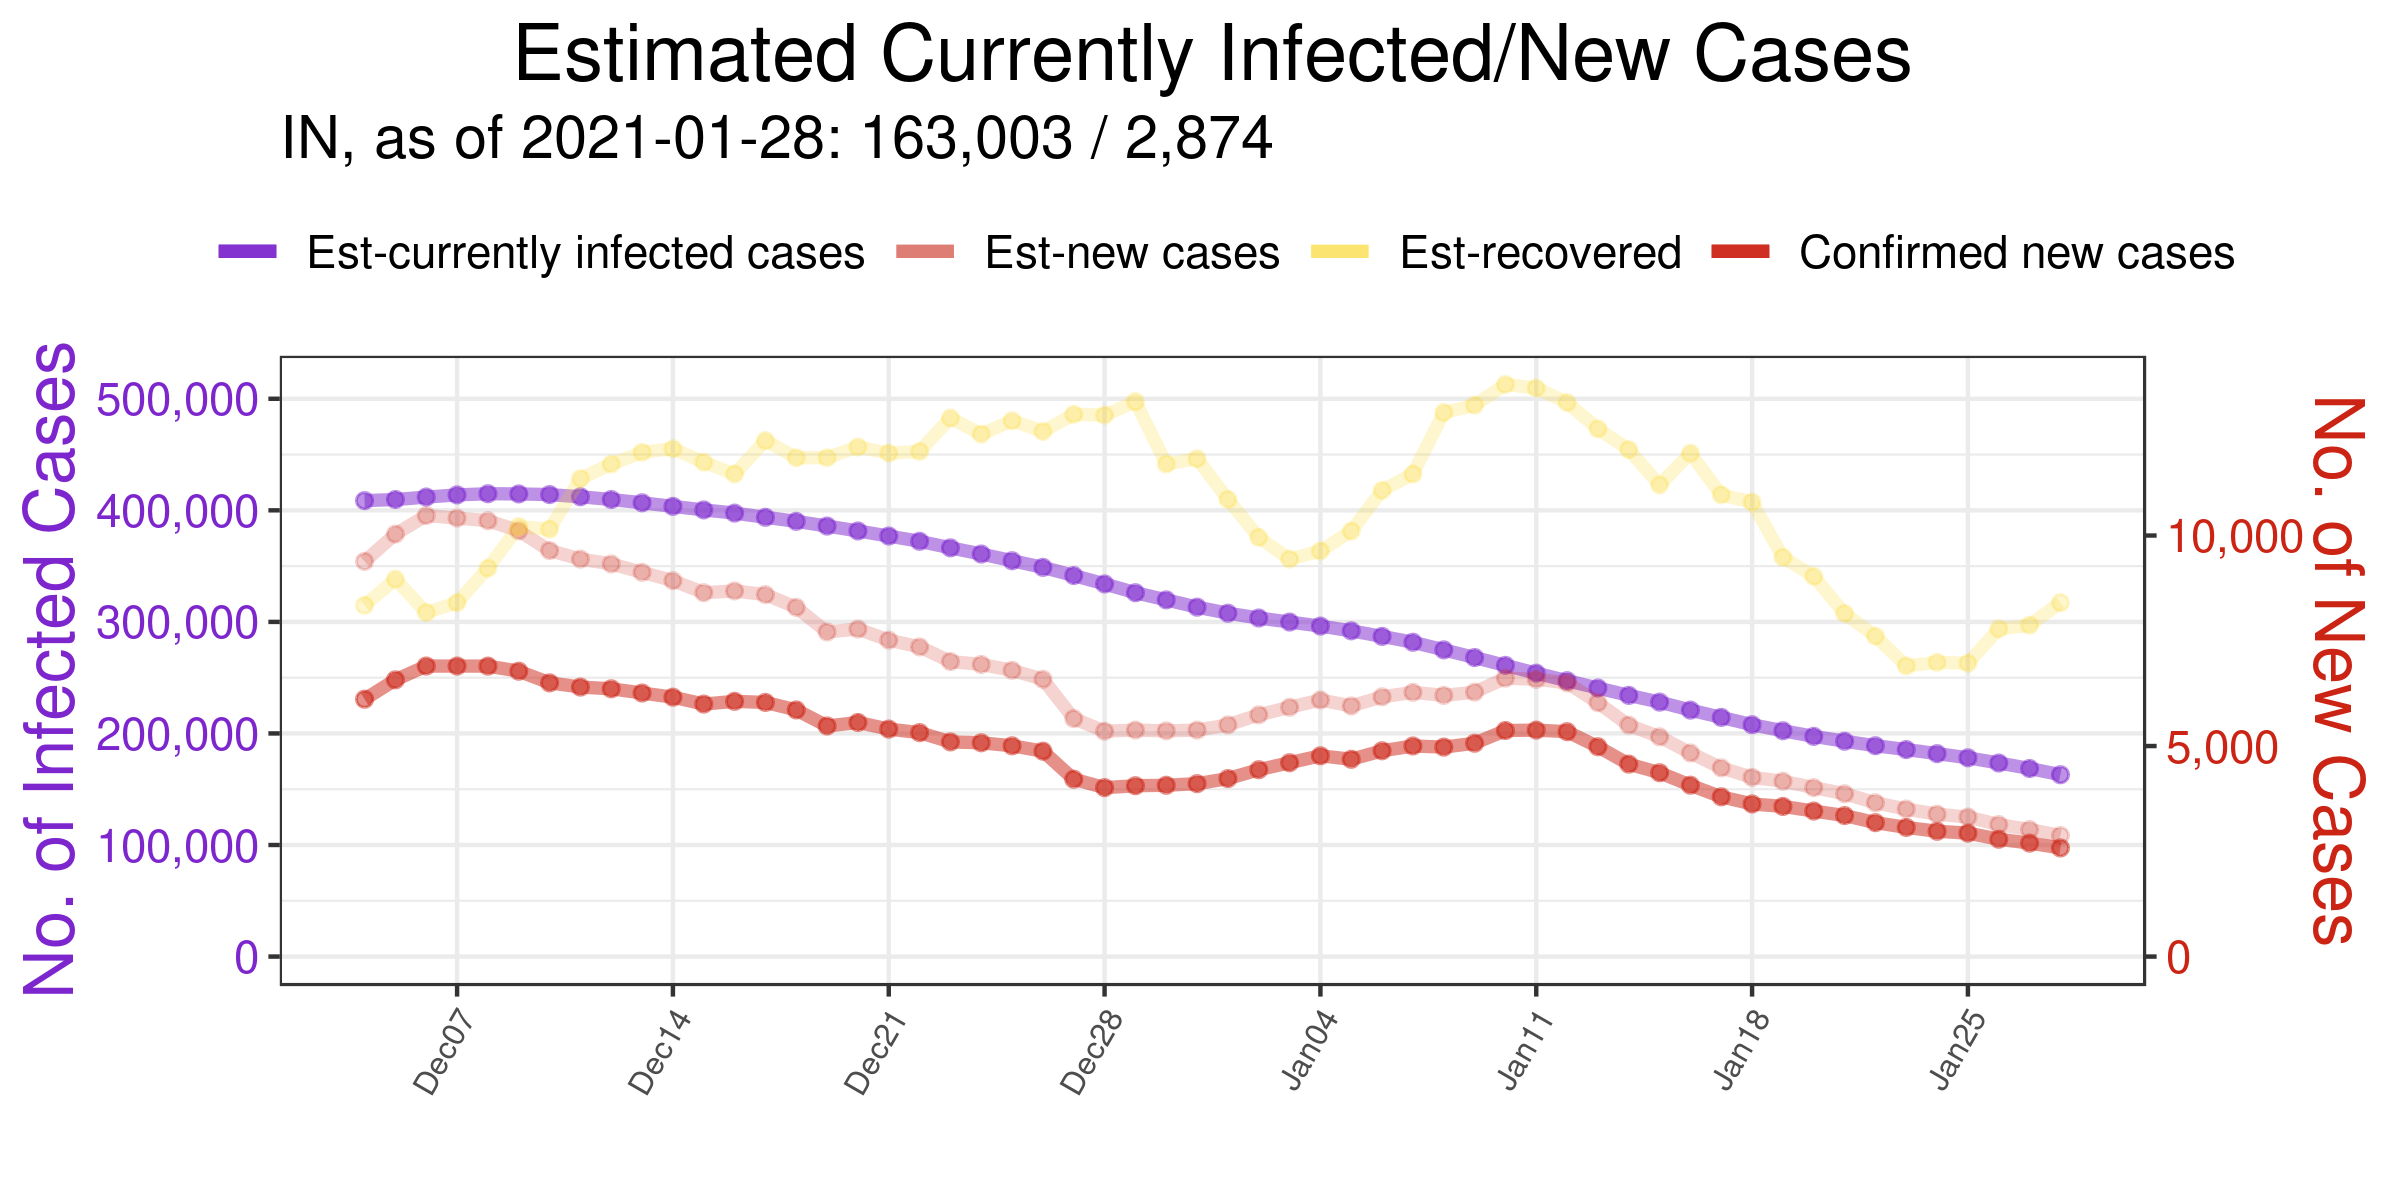 Estimated Currently Infected/New Cases
IN, as of 2021-01-28: 163,003 / 2,874
Est-currently infected cases Est-new cases Est-recovered Confirmed new cases
No. of Infected Cases
500,000
400,000
300,000
200,000
100,000
0
10,000
5,000
0
No. of New Cases
Dec07 Dec14 Dec21 Dec28 Jan04 Jan11 Jan18 Jan25